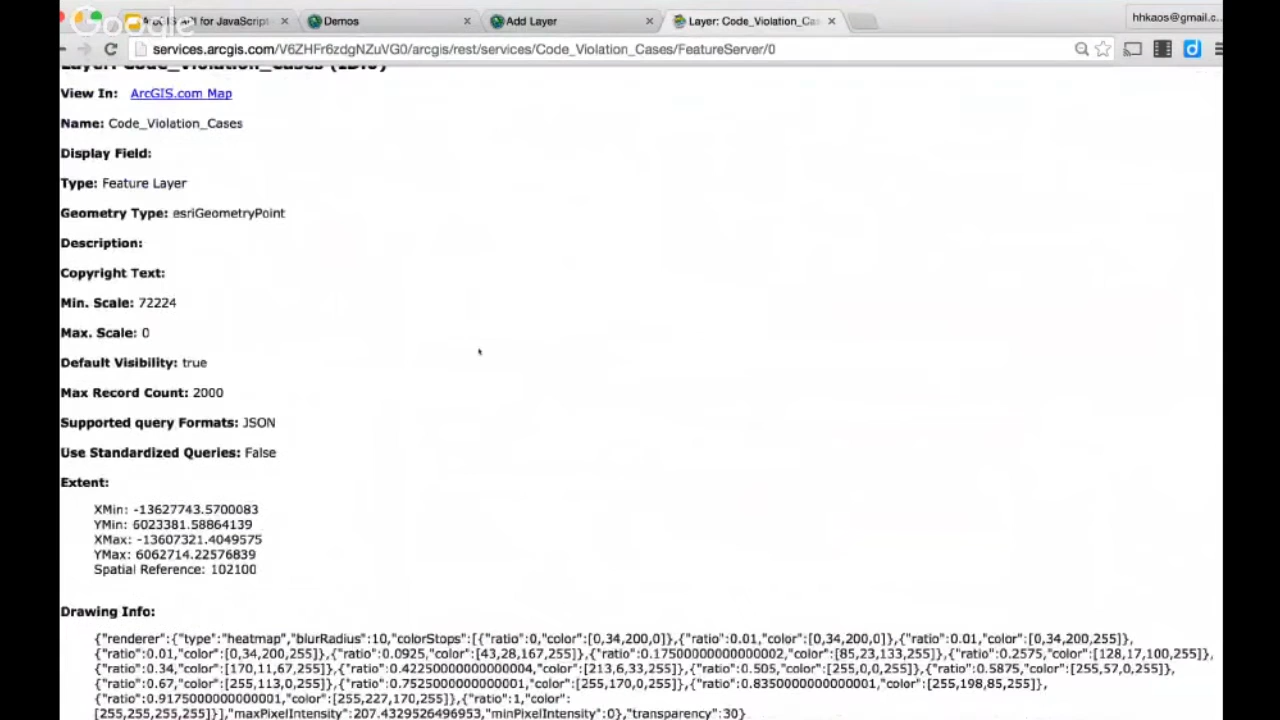 Google
ArcGIS API for JavaScript
Demos
Add Layer
Layer: Code_Violation_Ca
hhkaos@gmail.c...
services.arcgis.com/V6ZHFr6zdgNZuVG0/arcgis/rest/services/Code_Violation_Cases/FeatureServer/0
Layer: Code_Violation_Cases (ID:0)
View In: ArcGIS.com Map
Name: Code_Violation_Cases
Display Field:
Type: Feature Layer
Geometry Type: esriGeometryPoint
Description:
Copyright Text:
Min. Scale: 72224
Max. Scale: 0
Default Visibility: true
Max Record Count: 2000
Supported query Formats: JSON
Use Standardized Queries: False
Extent:
XMin: -13627743.5700083
YMin: 6023381.58864139
XMax: -13607321.4049575
YMax: 6062714.22576839
Spatial Reference: 102100
Drawing Info:
{"renderer":{"type":"heatmap","blurRadius":10,"colorStops":[{"ratio":0,"color":[0,34,200,0]},{"ratio":0.01,"color":[0,34,200,0]},{"ratio":0.01,"color":[0,34,200,255]},
{"ratio":0.01,"color":[0,34,200,255]},{"ratio":0.0925,"color":[43,28,167,255]},{"ratio":0.17500000000000002,"color":[85,23,133,255]},{"ratio":0.2575,"color":[128,17,100,255]},
{"ratio":0.34,"color":[170,11,67,255]},{"ratio":0.42250000000000004,"color":[213,6,33,255]},{"ratio":0.505,"color":[255,0,0,255]},{"ratio":0.5875,"color":[255,57,0,255]},
{"ratio":0.67,"color":[255,113,0,255]},{"ratio":0.7525000000000001,"color":[255,170,0,255]},{"ratio":0.8350000000000001,"color":[255,198,85,255]},
{"ratio":0.9175000000000001,"color":[255,227,170,255]},{"ratio":1,"color":
[255,255,255,255]}],"maxPixelIntensity":207.4329526496953,"minPixelIntensity":0},"transparency":30}